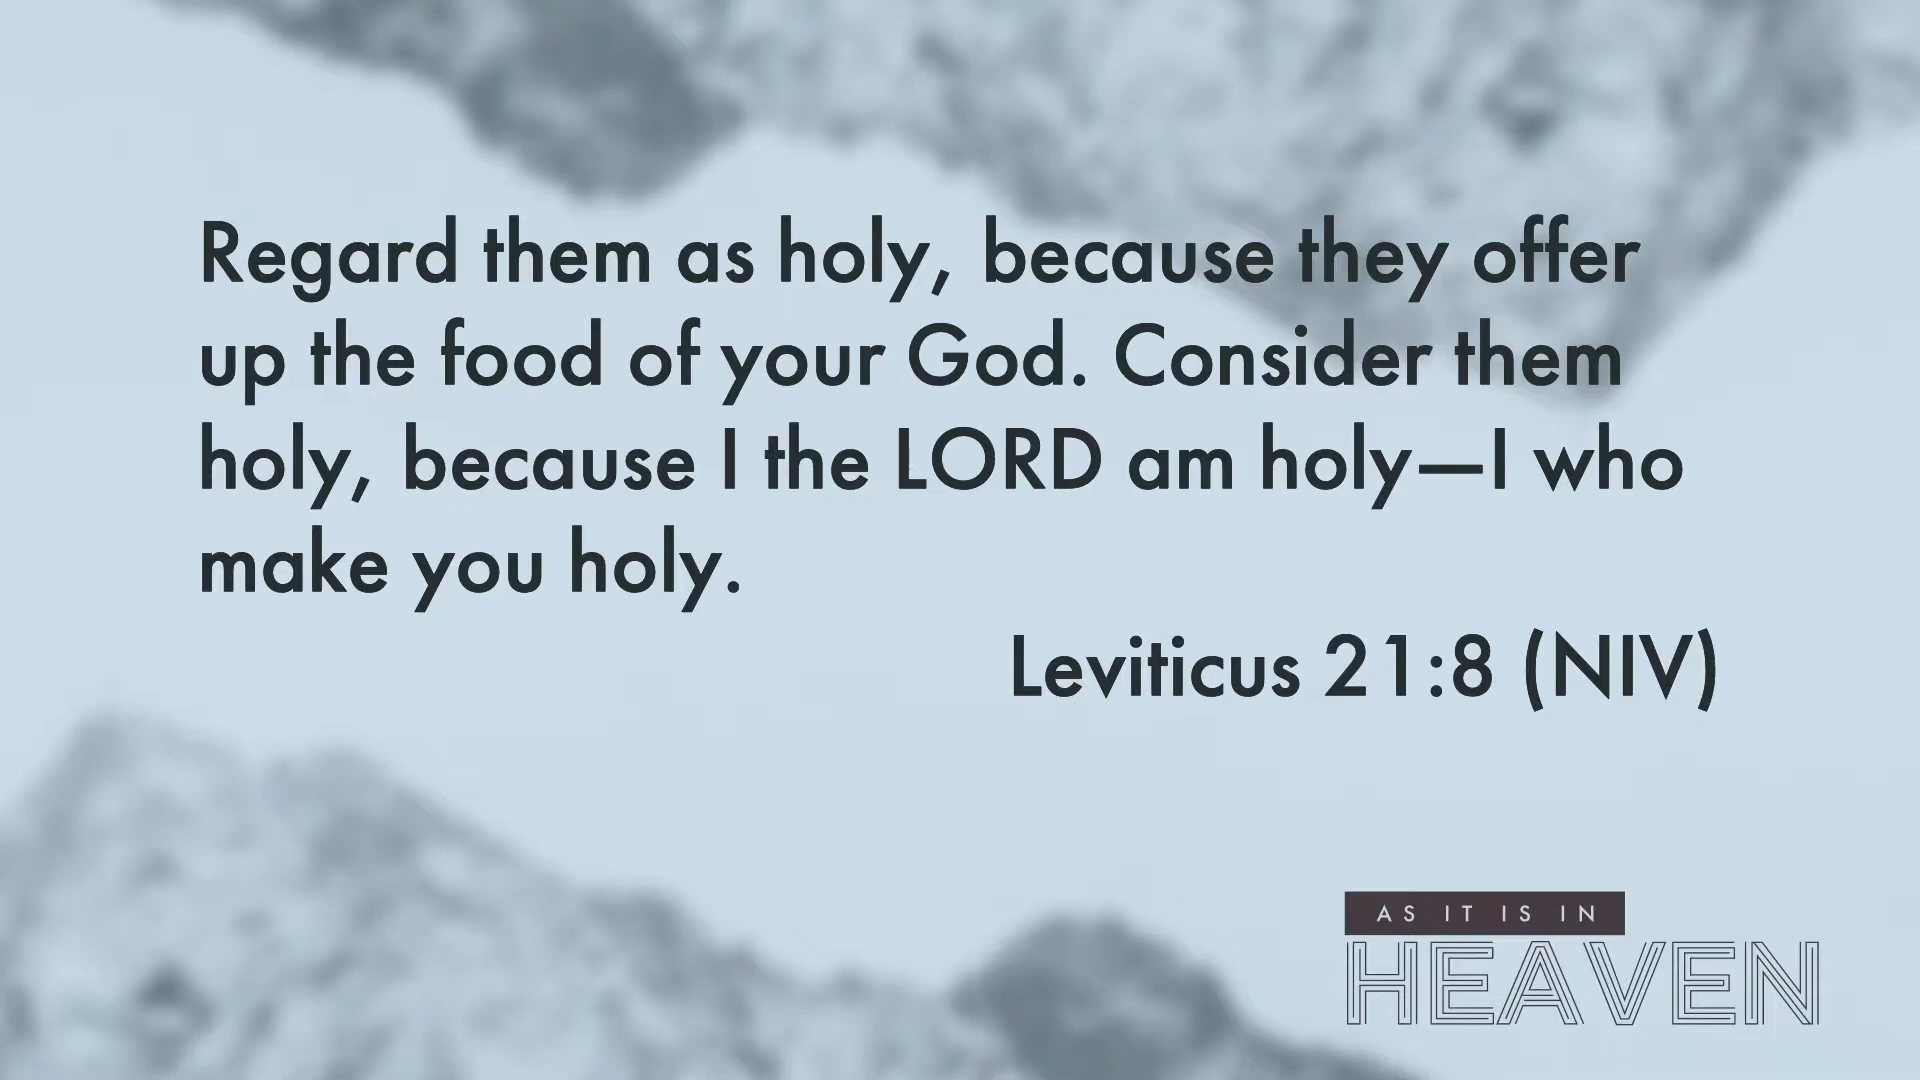 Regard them as holy, because they offer
up the food of your God. Consider them
holy, because I the LORD am holy—I who
make you holy.
Leviticus 21:8 (NIV)
AS IT IS IN
HEAVEN